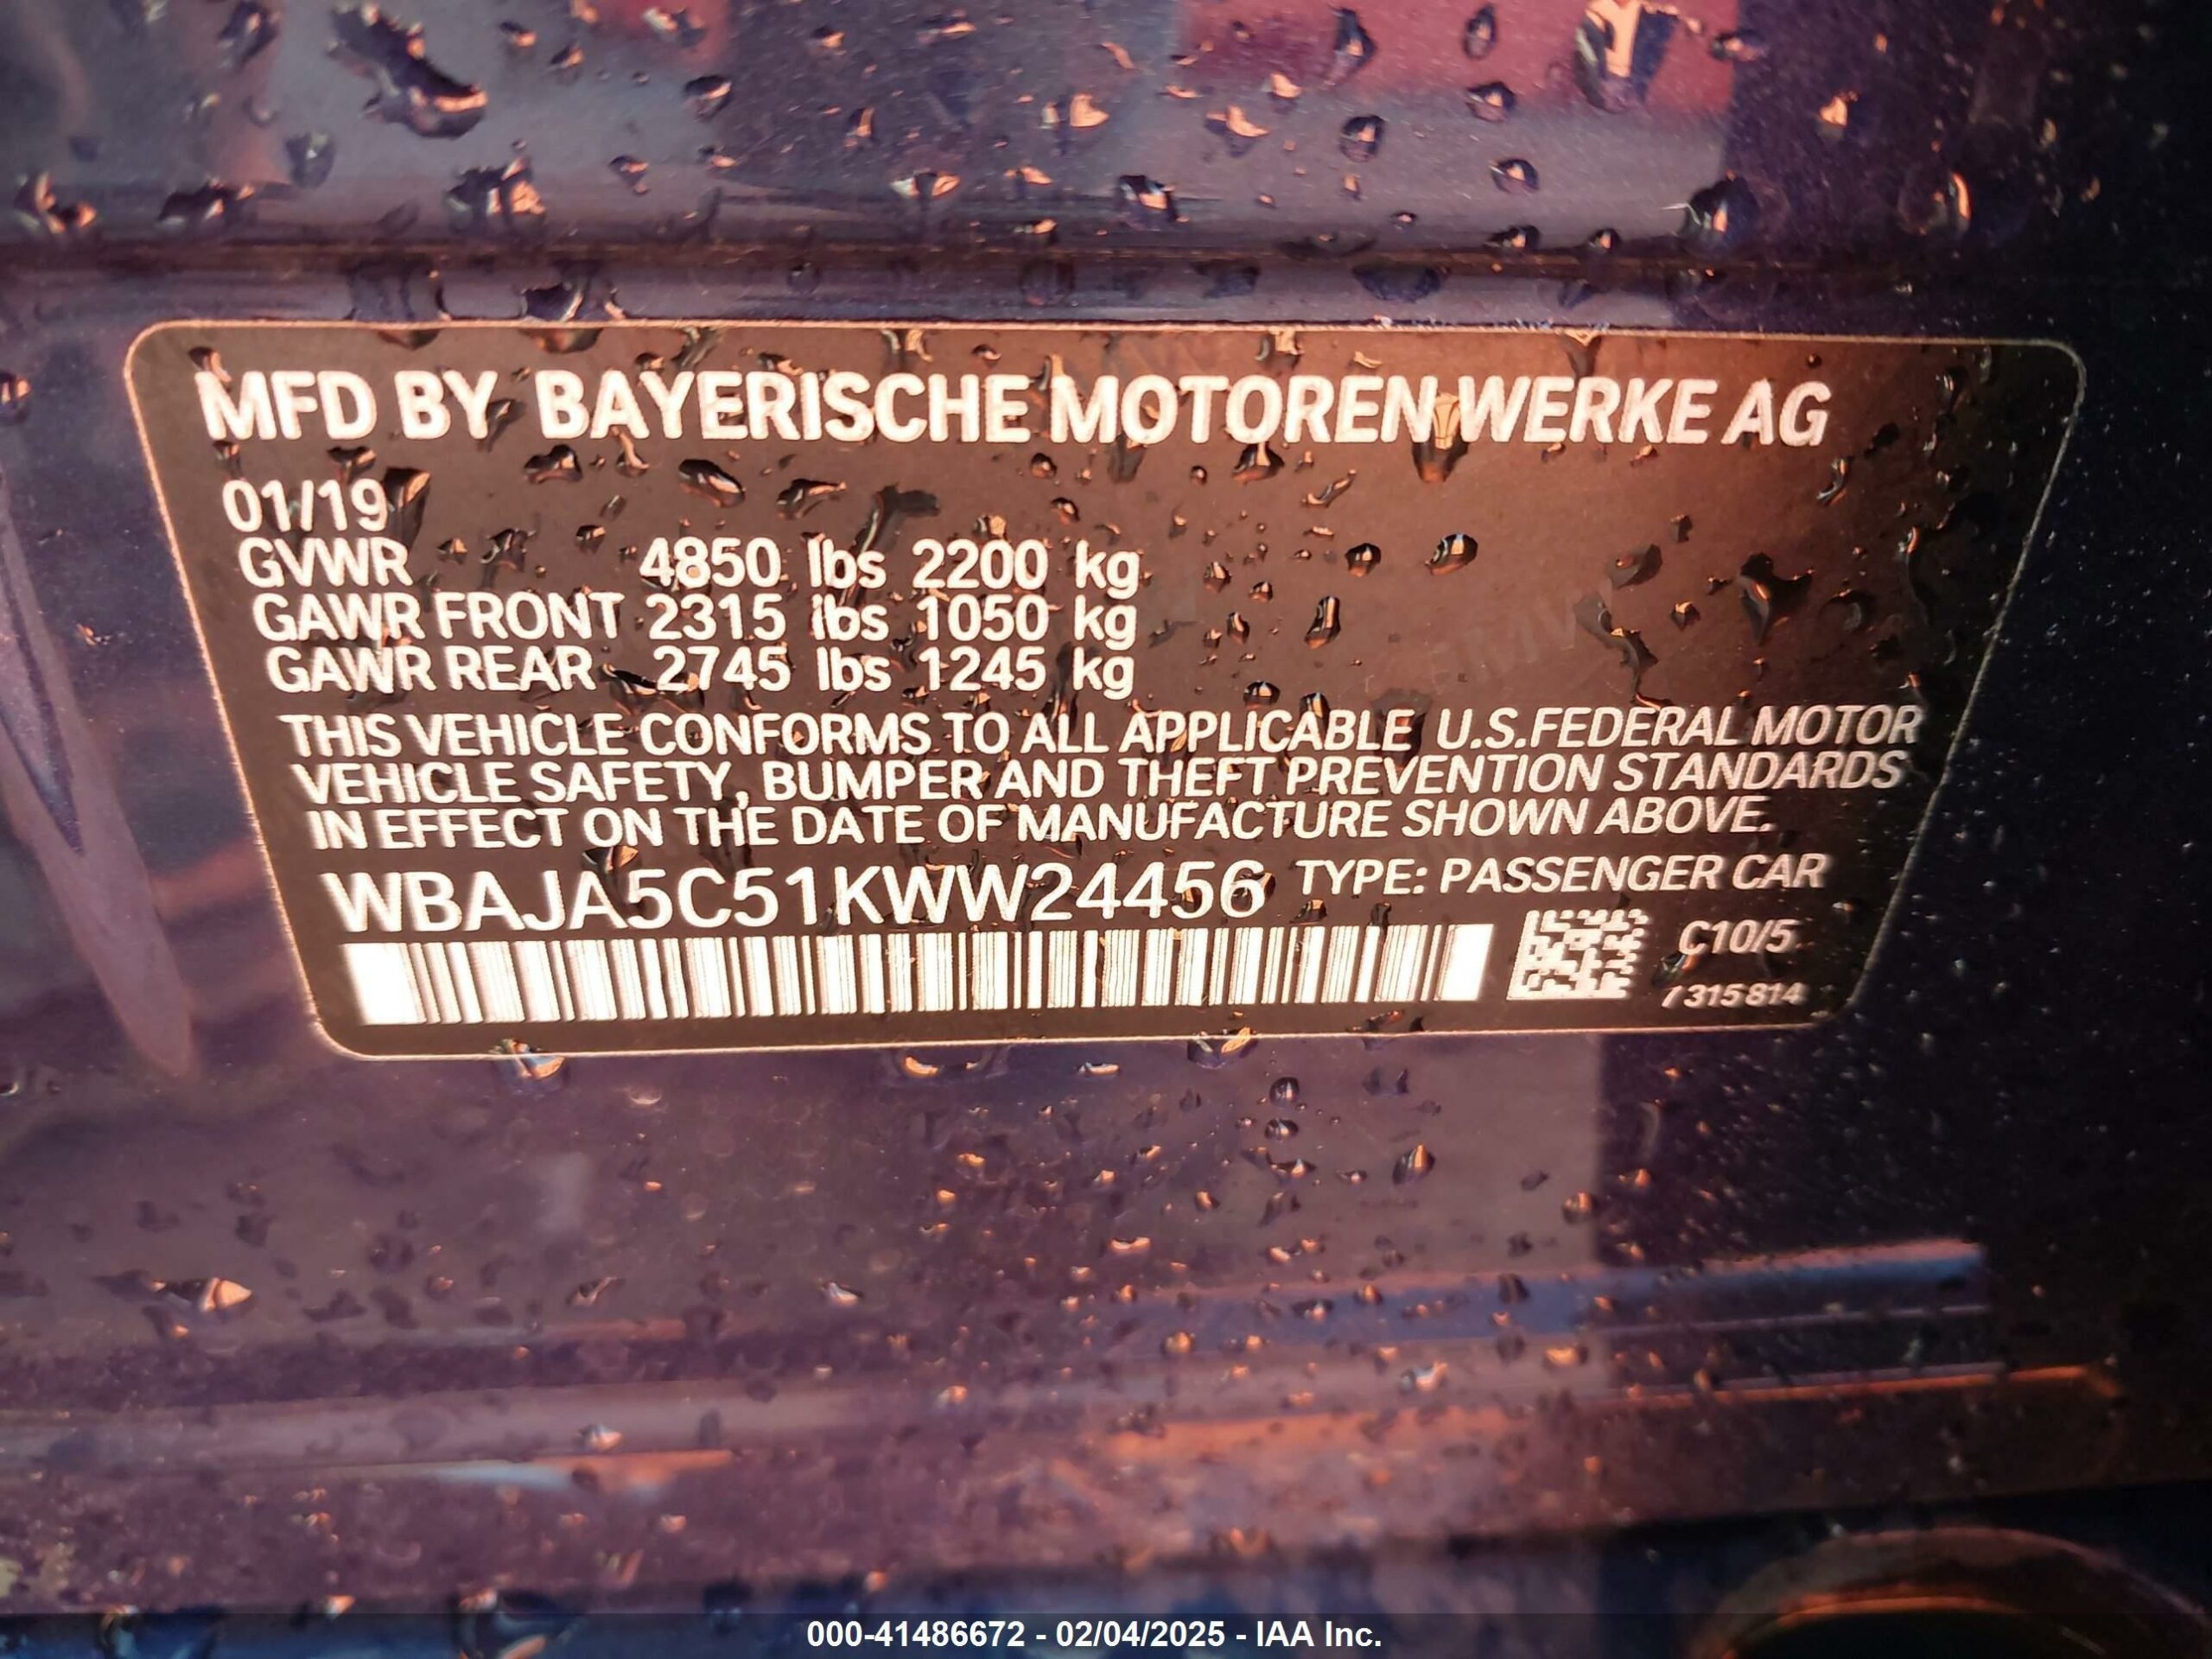 MFD BY BAYERISCHE MOTOREN WERKE AG
01/19
GVWR 4850 lbs 2200 kg
GAWR FRONT 2315 lbs 1050 kg
GAWR REAR 2745 lbs 1245 kg
THIS VEHICLE CONFORMS TO ALL APPLICABLE U.S.FEDERAL MOTOR
VEHICLE SAFETY, BUMPER AND THEFT PREVENTION STANDARDS
IN EFFECT ON THE DATE OF MANUFACTURE SHOWN ABOVE.
WBAJA5C51KWW24456 TYPE: PASSENGER CAR
C10/5
7315814
000-41486672 - 02/04/2025 - IAA Inc.